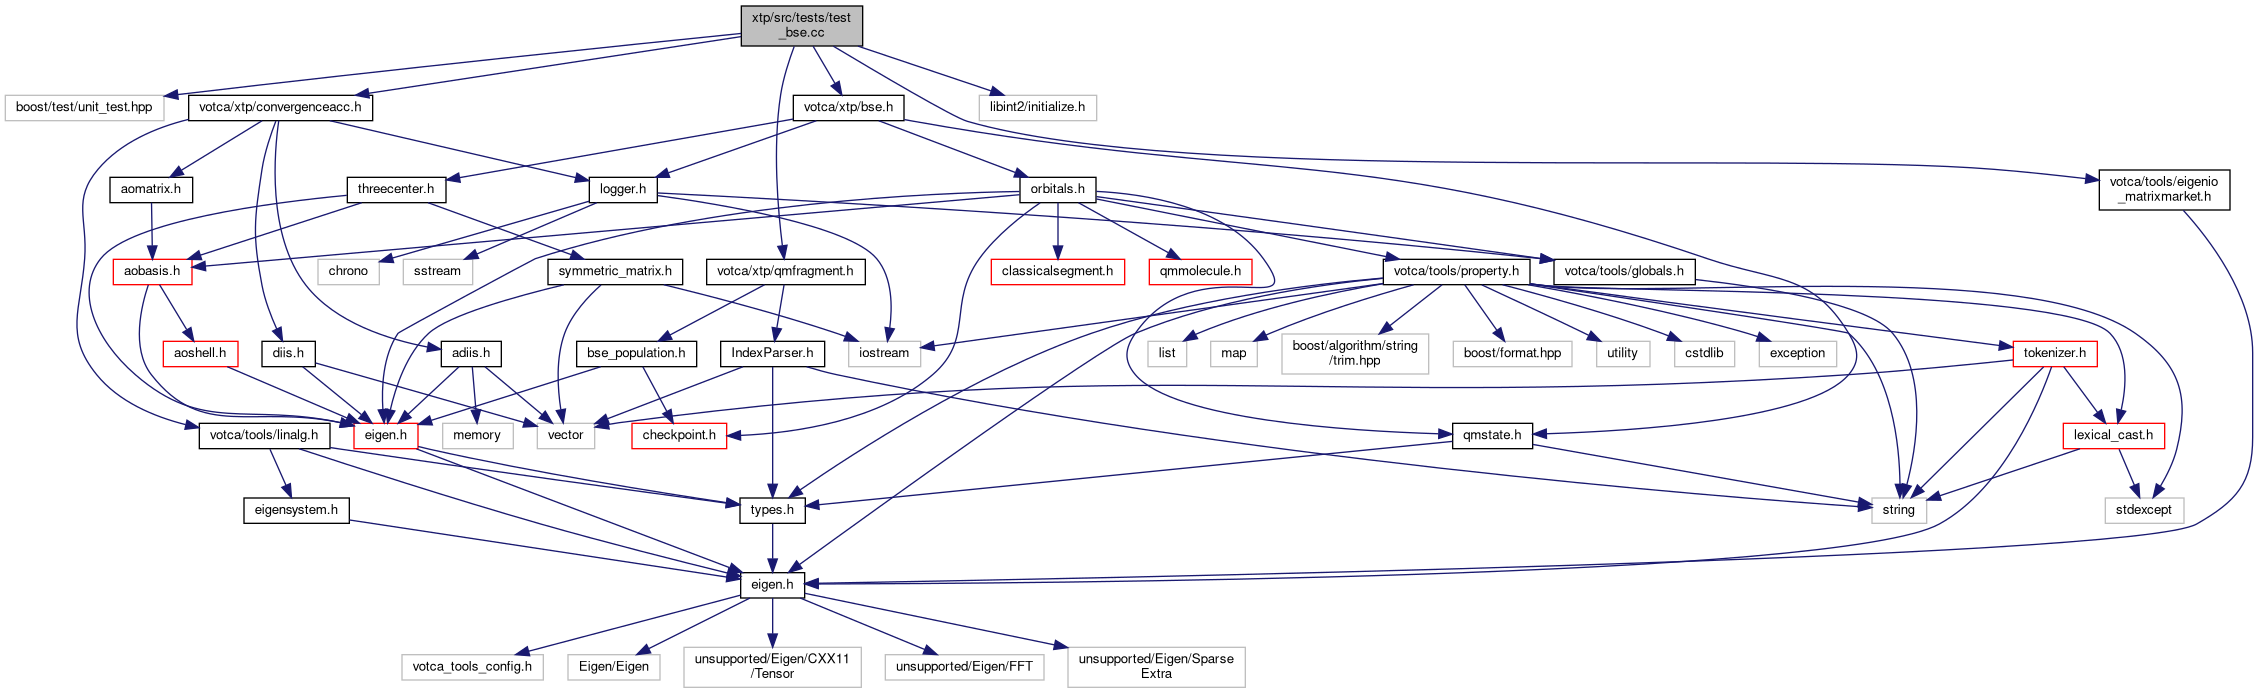 xtp/src/tests/test
_bse.cc
boost/test/unit_test.hpp
votca/xtp/convergenceacc.h
votca/xtp/bse.h
libint2/initialize.h
aomatrix.h
threecenter.h
logger.h
orbitals.h
votca/tools/eigenio
_matrixmarket.h
aobasis.h
chrono
sstream
symmetric_matrix.h
votca/xtp/qmfragment.h
classicalsegment.h
qmmolecule.h
votca/tools/property.h
votca/tools/globals.h
aoshell.h
diis.h
adiis.h
bse_population.h
IndexParser.h
iostream
list
map
boost/algorithm/string
/trim.hpp
boost/format.hpp
utility
cstdlib
exception
tokenizer.h
votca/tools/linalg.h
eigen.h
memory
vector
checkpoint.h
qmstate.h
lexical_cast.h
eigensystem.h
types.h
string
stdexcept
eigen.h
votca_tools_config.h
Eigen/Eigen
unsupported/Eigen/CXX11
/Tensor
unsupported/Eigen/FFT
unsupported/Eigen/Sparse
Extra